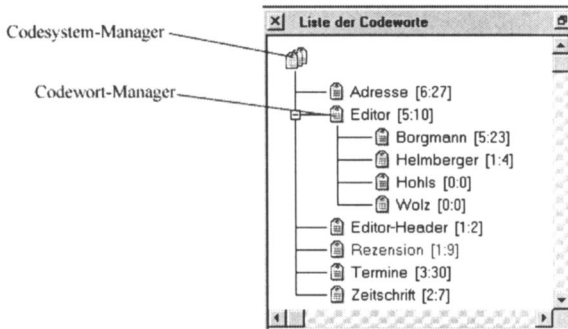 Liste der Codeworte
Codesystem-Manager
Codewort-Manager
Adresse [6:27]
Editor [5:10]
Borgmann [5:23]
Helmberger [1:4]
Hohls [0:0]
Wolz [0:0]
Editor-Header [1:2]
Rezension [1:9]
Termine [3:30]
Zeitschrift [2:7]